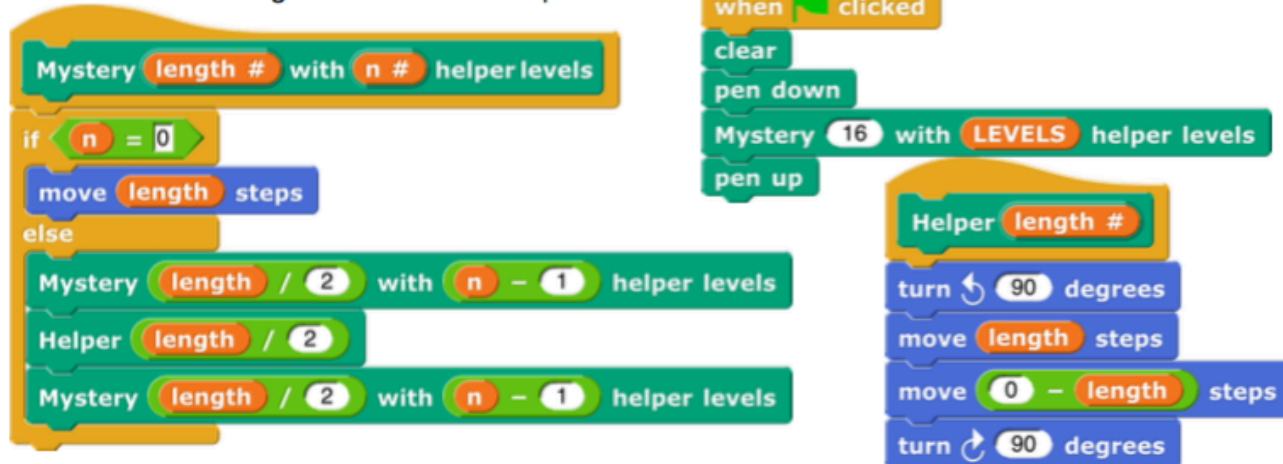 Mystery length # with n # helper levels
if n = 0
move length steps
else
Mystery length / 2 with n - 1 helper levels
Helper length / 2
Mystery length / 2 with n - 1 helper levels
when clicked
clear
pen down
Mystery 16 with LEVELS helper levels
pen up
Helper length #
turn 90 degrees
move length steps
move 0 - length steps
turn 90 degrees